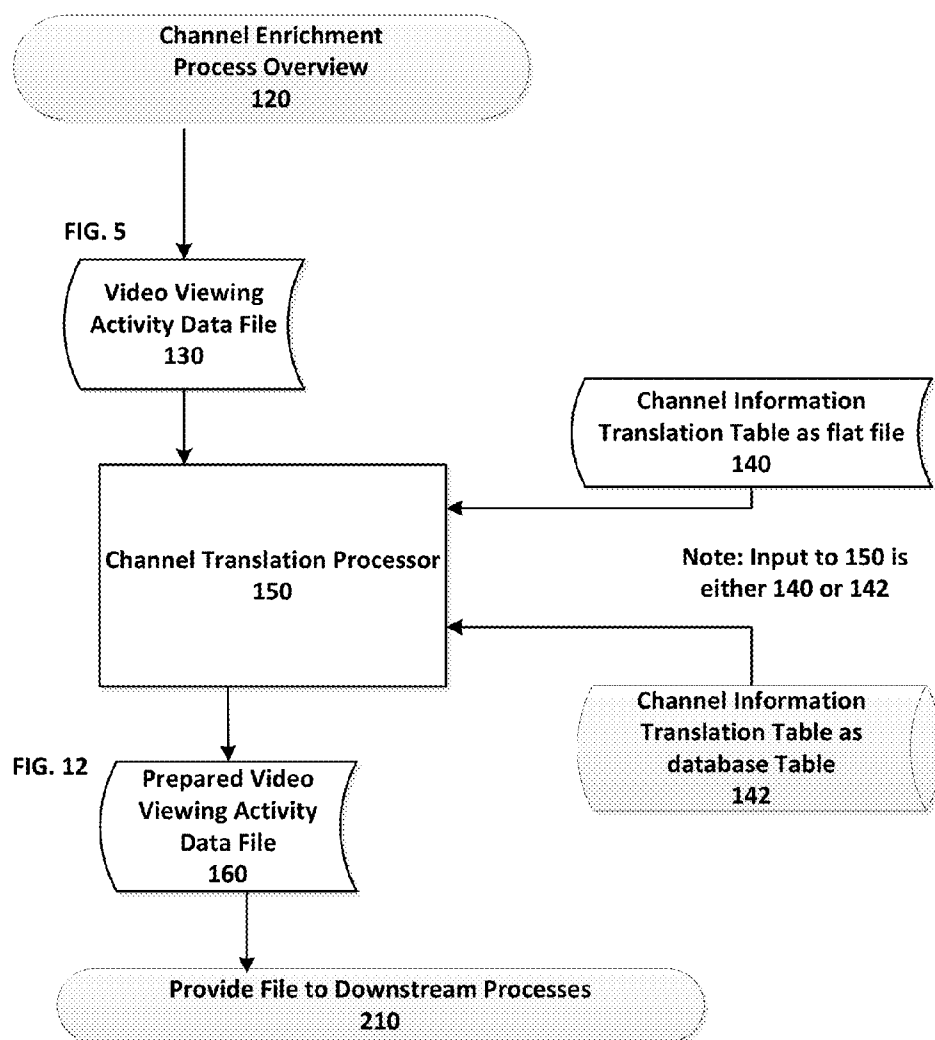 Channel Enrichment
Process Overview
120
FIG. 5
Video Viewing
Activity Data File
130
Channel Information
Translation Table as flat file
140
Channel Translation Processor
150
Note: Input to 150 is
either 140 or 142
Channel Information
Translation Table as
database Table
142
FIG. 12
Prepared Video
Viewing Activity
Data File
160
Provide File to Downstream Processes
210